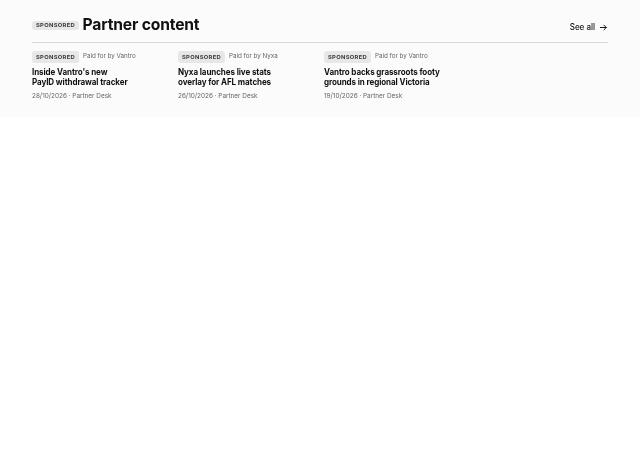 SPONSORED Partner content
See all →
SPONSORED Paid for by Vantro
Inside Vantro's new
PayID withdrawal tracker
28/10/2026 · Partner Desk
SPONSORED Paid for by Nyxa
Nyxa launches live stats
overlay for AFL matches
26/10/2026 · Partner Desk
SPONSORED Paid for by Vantro
Vantro backs grassroots footy
grounds in regional Victoria
19/10/2026 · Partner Desk